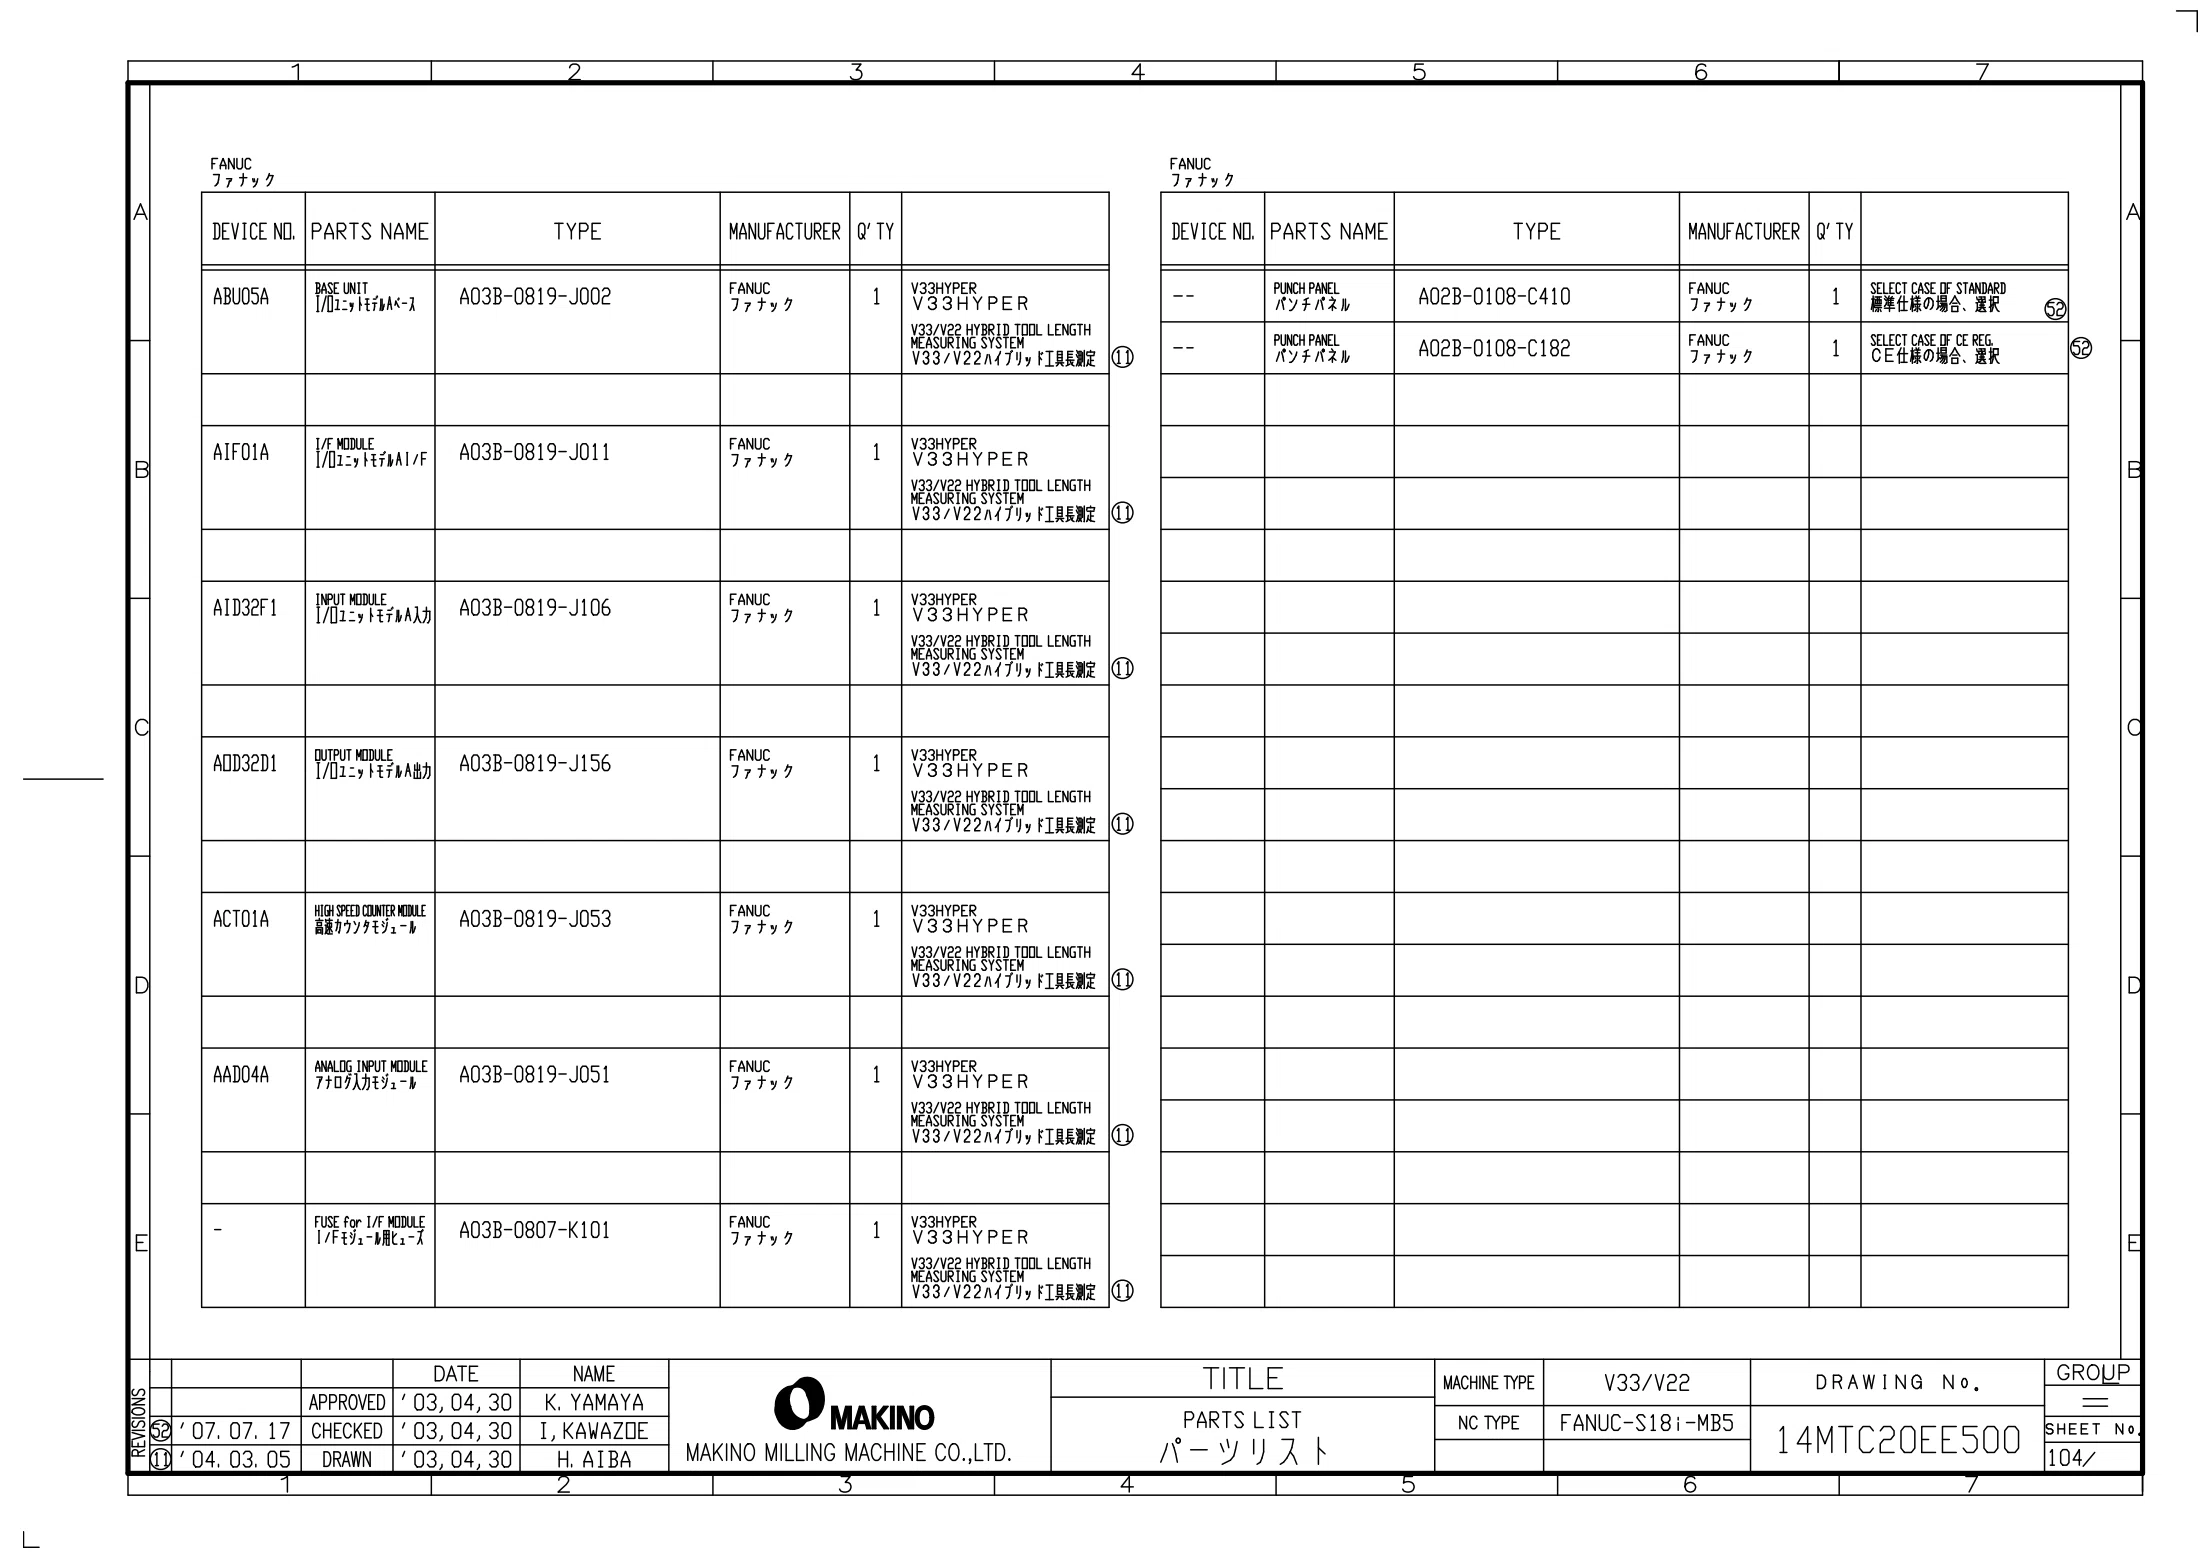 1 2 3 4 5 6 7
FANUC
ファナック
DEVICE NO. PARTS NAME TYPE MANUFACTURER Q'TY
ABU05A BASE UNIT A03B-0819-J002 FANUC 1 V33HYPER
I/OユニットモデルAベース ファナック V33HYPER
V33/V22 HYBRID TOOL LENGTH
MEASURING SYSTEM
V33/V22ハイブリッド工具長測定 11
AIF01A I/F MODULE A03B-0819-J011 FANUC 1 V33HYPER
I/OユニットモデルAI/F ファナック V33HYPER
V33/V22 HYBRID TOOL LENGTH
MEASURING SYSTEM
V33/V22ハイブリッド工具長測定 11
AID32F1 INPUT MODULE A03B-0819-J106 FANUC 1 V33HYPER
I/OユニットモデルA入力 ファナック V33HYPER
V33/V22 HYBRID TOOL LENGTH
MEASURING SYSTEM
V33/V22ハイブリッド工具長測定 11
AOD32D1 OUTPUT MODULE A03B-0819-J156 FANUC 1 V33HYPER
I/OユニットモデルA出力 ファナック V33HYPER
V33/V22 HYBRID TOOL LENGTH
MEASURING SYSTEM
V33/V22ハイブリッド工具長測定 11
ACT01A HIGH SPEED COUNTER MODULE A03B-0819-J053 FANUC 1 V33HYPER
高速カウンタモジュール ファナック V33HYPER
V33/V22 HYBRID TOOL LENGTH
MEASURING SYSTEM
V33/V22ハイブリッド工具長測定 11
AAD04A ANALOG INPUT MODULE A03B-0819-J051 FANUC 1 V33HYPER
アナログ入力モジュール ファナック V33HYPER
V33/V22 HYBRID TOOL LENGTH
MEASURING SYSTEM
V33/V22ハイブリッド工具長測定 11
- FUSE for I/F MODULE A03B-0807-K101 FANUC 1 V33HYPER
I/Fモジュール用ヒューズ ファナック V33HYPER
V33/V22 HYBRID TOOL LENGTH
MEASURING SYSTEM
V33/V22ハイブリッド工具長測定 11
FANUC
ファナック
DEVICE NO. PARTS NAME TYPE MANUFACTURER Q'TY
-- PUNCH PANEL A02B-0108-C410 FANUC 1 SELECT CASE OF STANDARD
パンチパネル ファナック 標準仕様の場合、選択 52
-- PUNCH PANEL A02B-0108-C182 FANUC 1 SELECT CASE OF CE REG.
パンチパネル ファナック CE仕様の場合、選択 52
A A
B B
C C
D D
E E
REVISIONS
DATE NAME
APPROVED '03,04,30 K. YAMAYA
52 '07.07.17 CHECKED '03,04,30 I,KAWAZOE
11 '04.03.05 DRAWN '03,04,30 H. AIBA
MAKINO
MAKINO MILLING MACHINE CO.,LTD.
TITLE
PARTS LIST
パーツリスト
MACHINE TYPE V33/V22
NC TYPE FANUC-S18i-MB5
DRAWING No.
14MTC20EE500
GROUP
=
SHEET No.
104/
1 2 3 4 5 6 7